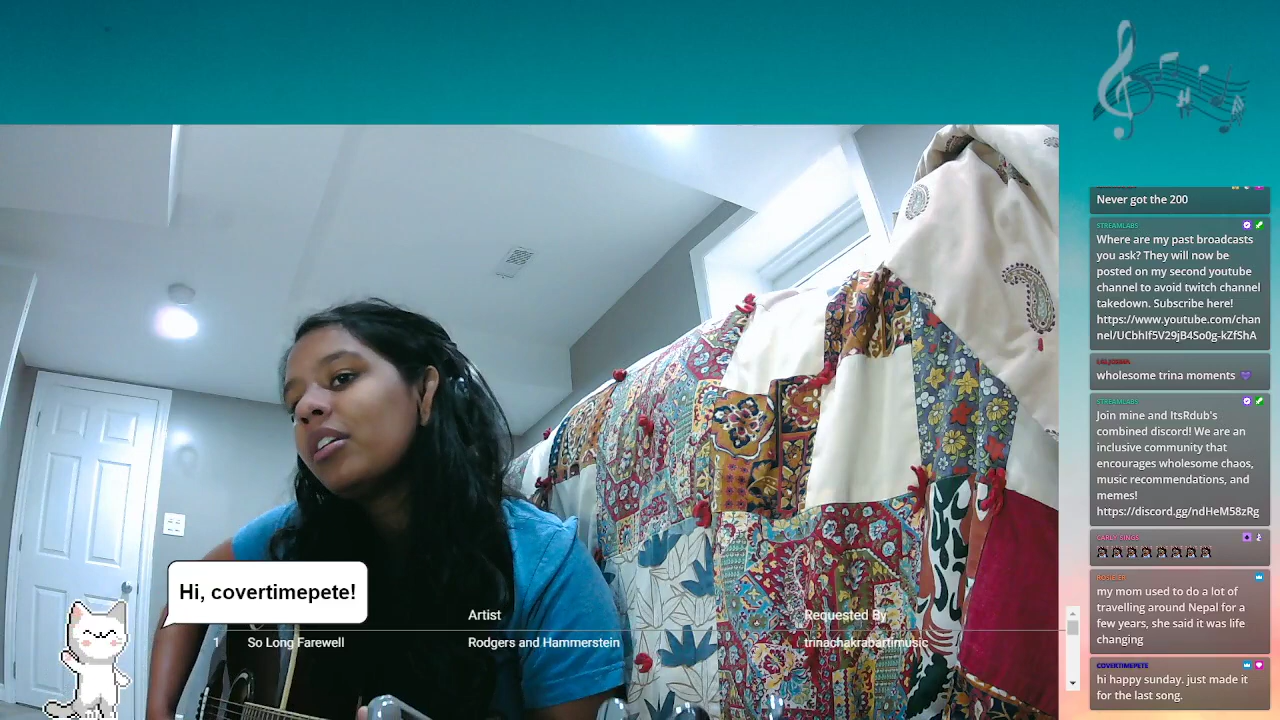 Never got the 200
STREAMLABS
Where are my past broadcasts
you ask? They will now be
posted on my second youtube
channel to avoid twitch channel
takedown. Subscribe here!
https://www.youtube.com/chan
nel/UCbhIf5V29jB4So0g-kZfShA
wholesome trina moments
STREAMLABS
Join mine and ItsRdub's
combined discord! We are an
inclusive community that
encourages wholesome chaos,
music recommendations, and
memes!
https://discord.gg/ndHeM58zRg
CARLY_SINGS
my mom used to do a lot of
travelling around Nepal for a
few years, she said it was life
changing
COVERTIMEPETE
hi happy sunday. just made it
for the last song.
Hi, covertimepete!
Artist
Requested By
1 So Long Farewell Rodgers and Hammerstein trinachakrabartimusic